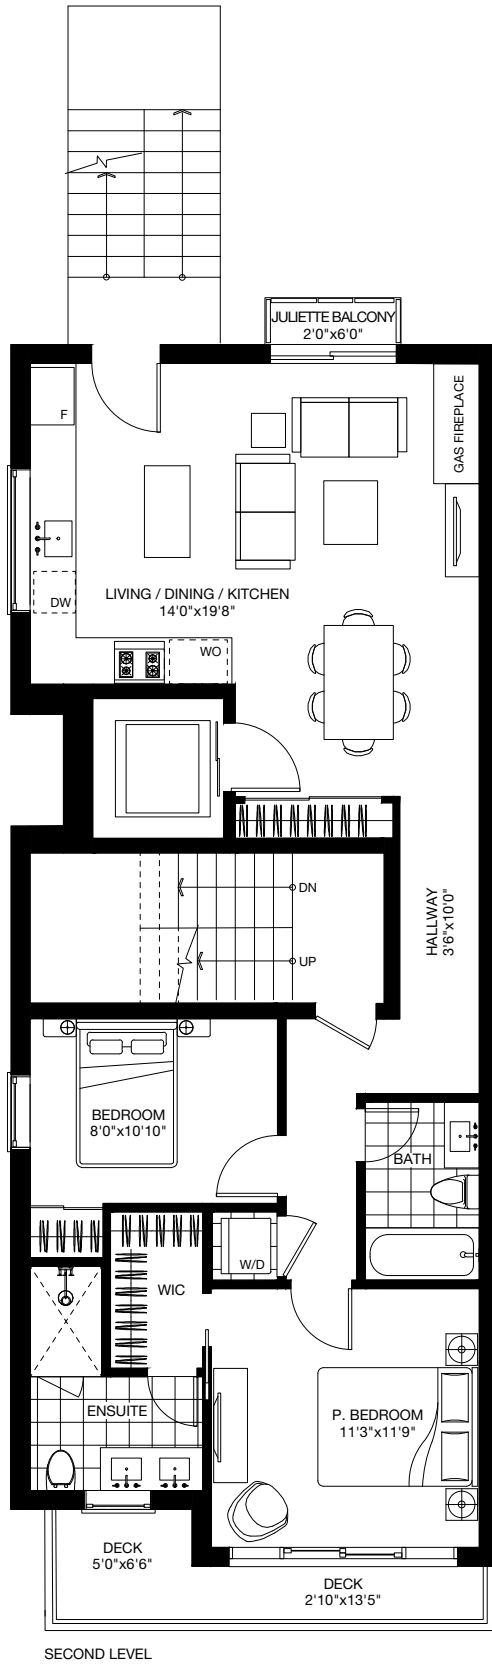 JULIETTE BALCONY
2'0"x6'0"
F
GAS FIREPLACE
DW
LIVING / DINING / KITCHEN
14'0"x19'8"
WO
DN
UP
HALLWAY
3'6"x10'0"
BEDROOM
8'0"x10'10"
BATH
W/D
WIC
ENSUITE
P. BEDROOM
11'3"x11'9"
DECK
5'0"x6'6"
DECK
2'10"x13'5"
SECOND LEVEL